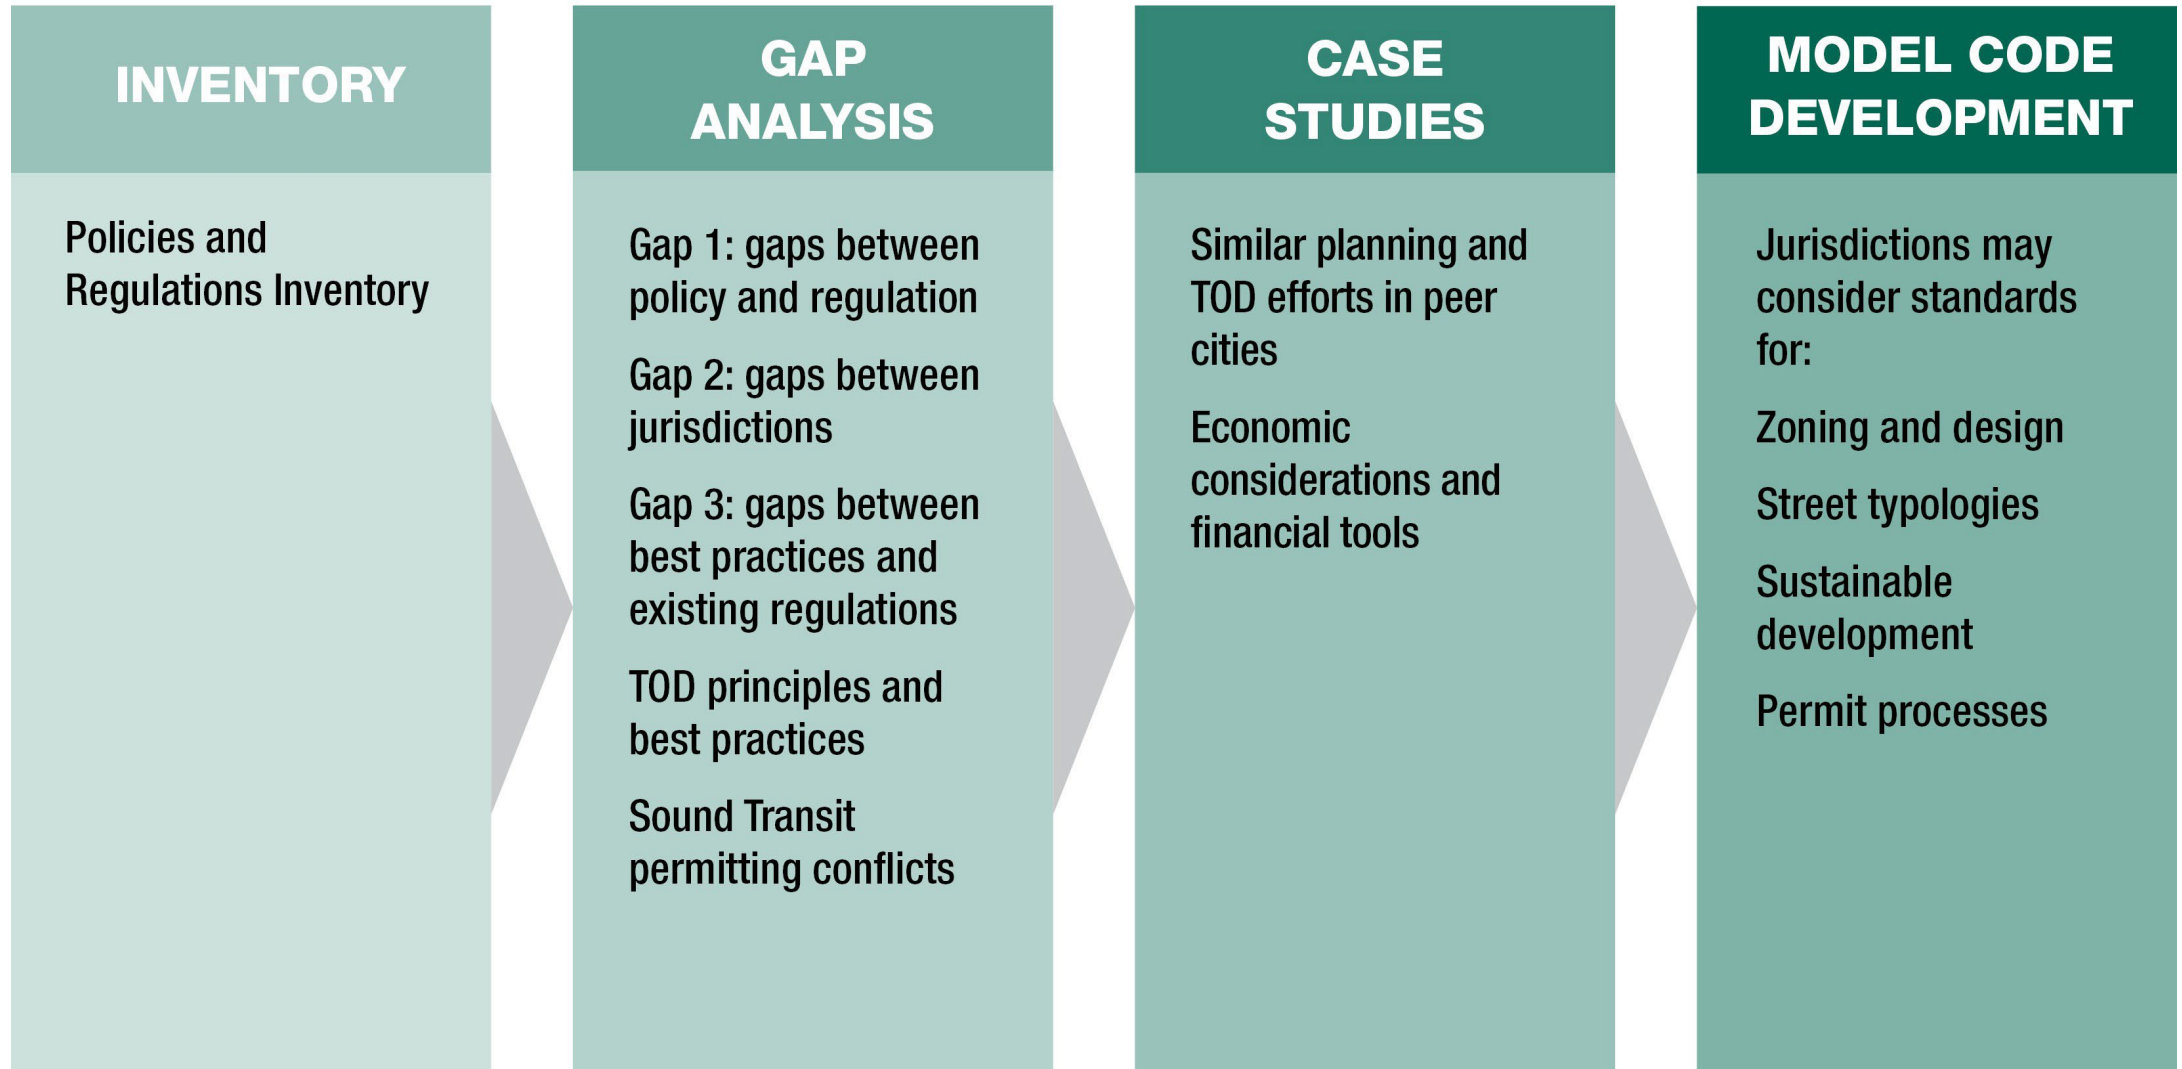 INVENTORY
Policies and
Regulations Inventory
GAP
ANALYSIS
Gap 1: gaps between
policy and regulation
Gap 2: gaps between
jurisdictions
Gap 3: gaps between
best practices and
existing regulations
TOD principles and
best practices
Sound Transit
permitting conflicts
CASE
STUDIES
Similar planning and
TOD efforts in peer
cities
Economic
considerations and
financial tools
MODEL CODE
DEVELOPMENT
Jurisdictions may
consider standards
for:
Zoning and design
Street typologies
Sustainable
development
Permit processes